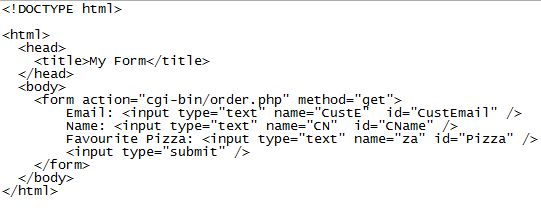 <!DOCTYPE html>
<html>
<head>
<title>My Form</title>
</head>
<body>
<form action="cgi-bin/order.php" method="get">
Email: <input type="text" name="CustE"  id="CustEmail" />
Name: <input type="text" name="CN"  id="CName" />
Favourite Pizza: <input type="text" name="za" id="Pizza" />
<input type="submit" />
</form>
</body>
</html>